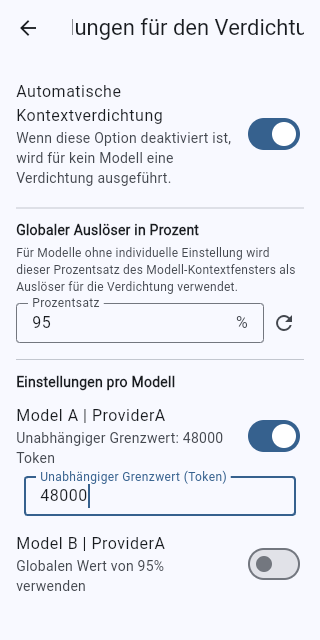 lungen für den Verdichtu
Automatische
Kontextverdichtung
Wenn diese Option deaktiviert ist,
wird für kein Modell eine
Verdichtung ausgeführt.
Globaler Auslöser in Prozent
Für Modelle ohne individuelle Einstellung wird
dieser Prozentsatz des Modell-Kontextfensters als
Auslöser für die Verdichtung verwendet.
Prozentsatz
95 %
Einstellungen pro Modell
Model A | ProviderA
Unabhängiger Grenzwert: 48000
Token
Unabhängiger Grenzwert (Token)
48000
Model B | ProviderA
Globalen Wert von 95%
verwenden